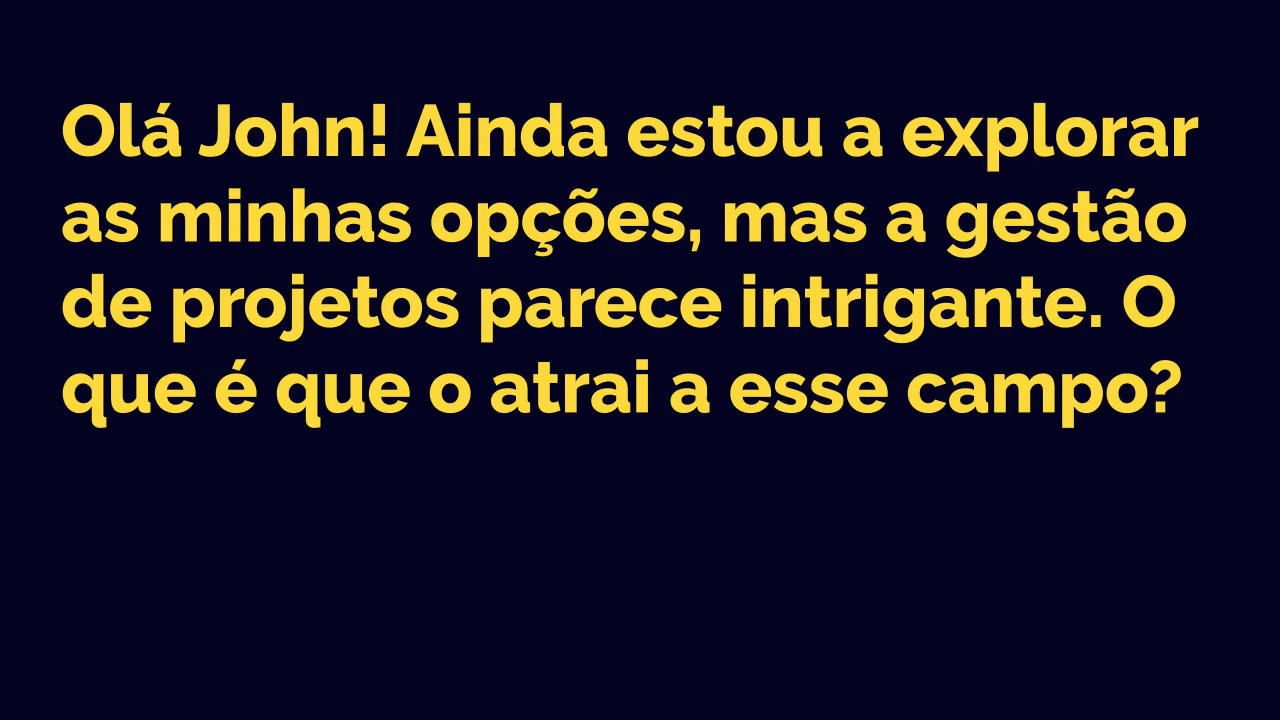 Olá John! Ainda estou a explorar
as minhas opções, mas a gestão
de projetos parece intrigante. O
que é que o atrai a esse campo?